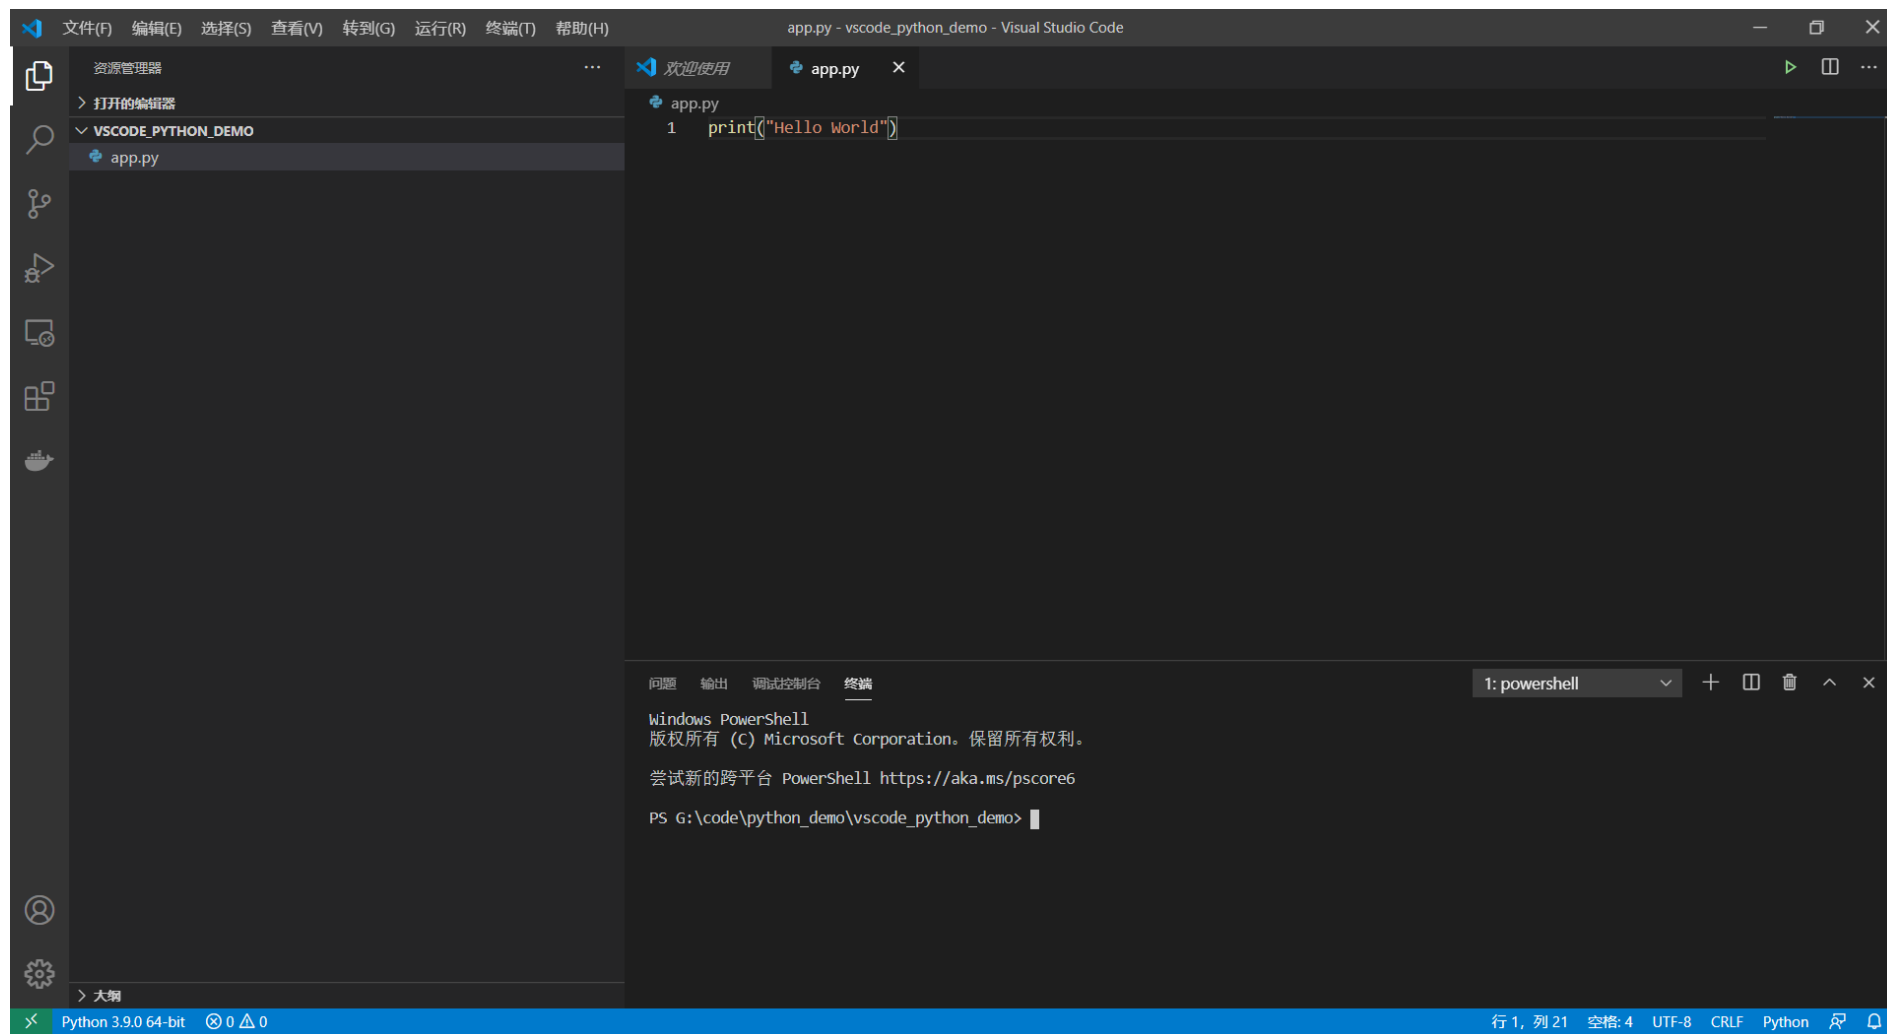 文件(F) 编辑(E) 选择(S) 查看(V) 转到(G) 运行(R) 终端(T) 帮助(H) app.py - vscode_python_demo - Visual Studio Code
资源管理器
打开的编辑器
VSCODE_PYTHON_DEMO
app.py
大纲
欢迎使用 app.py
app.py
1 print("Hello World")
问题 输出 调试控制台 终端 1: powershell
Windows PowerShell
版权所有 (C) Microsoft Corporation。保留所有权利。
尝试新的跨平台 PowerShell https://aka.ms/pscore6
PS G:\code\python_demo\vscode_python_demo>
Python 3.9.0 64-bit 0 0 行 1，列 21 空格: 4 UTF-8 CRLF Python